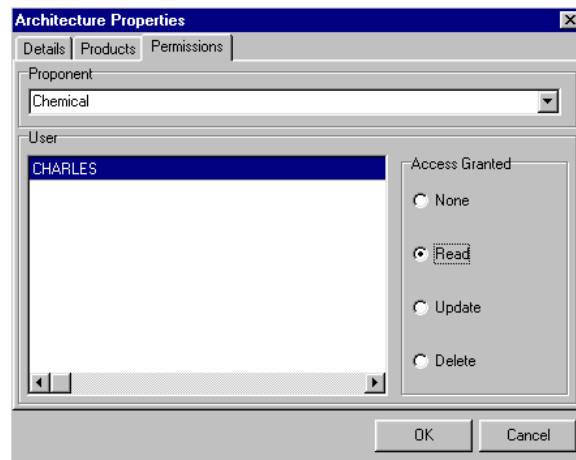 Architecture Properties
Details Products Permissions
Proponent
Chemical
User
CHARLES
Access Granted
None
Read
Update
Delete
OK Cancel